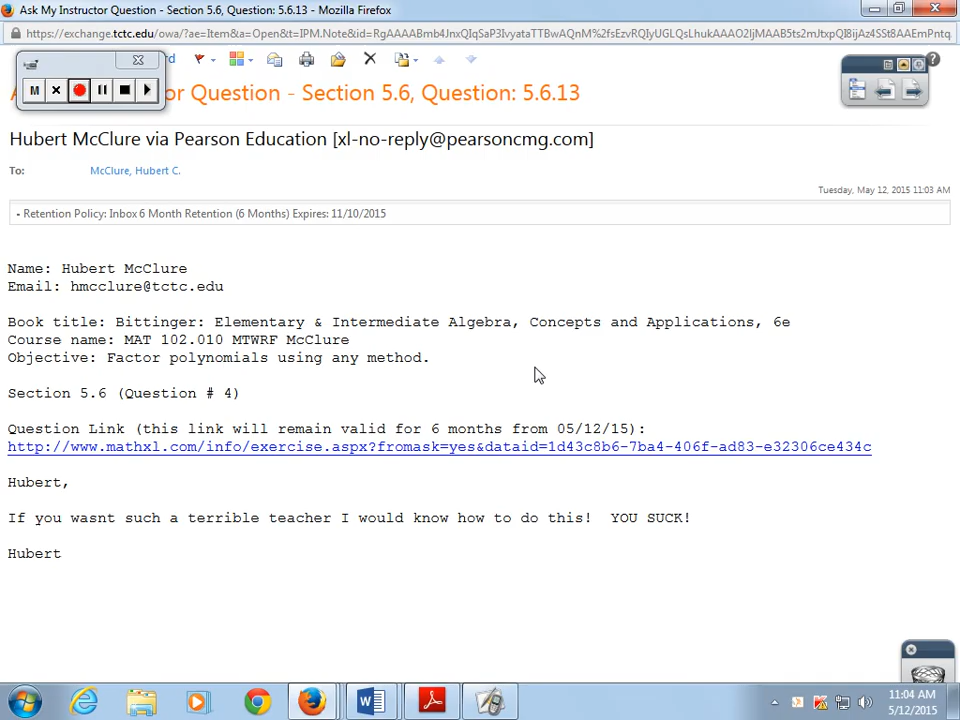 Ask My Instructor Question - Section 5.6, Question: 5.6.13 - Mozilla Firefox
https://exchange.tctc.edu/owa/?ae=Item&a=Open&t=IPM.Note&id=
or Question - Section 5.6, Question: 5.6.13
Hubert McClure via Pearson Education [xl-no-reply@pearsoncmg.com]
To: McClure, Hubert C.
Tuesday, May 12, 2015 11:03 AM
- Retention Policy: Inbox 6 Month Retention (6 Months) Expires: 11/10/2015
Name: Hubert McClure
Email: hmcclure@tctc.edu
Book title: Bittinger: Elementary & Intermediate Algebra, Concepts and Applications, 6e
Course name: MAT 102.010 MTWRF McClure
Objective: Factor polynomials using any method.
Section 5.6 (Question # 4)
Question Link (this link will remain valid for 6 months from 05/12/15):
http://www.mathxl.com/info/exercise.aspx?fromask=yes&dataid=1d43c8b6-7ba4-406f-ad83-e32306ce434c
Hubert,
If you wasnt such a terrible teacher I would know how to do this!  YOU SUCK!
Hubert
11:04 AM
5/12/2015